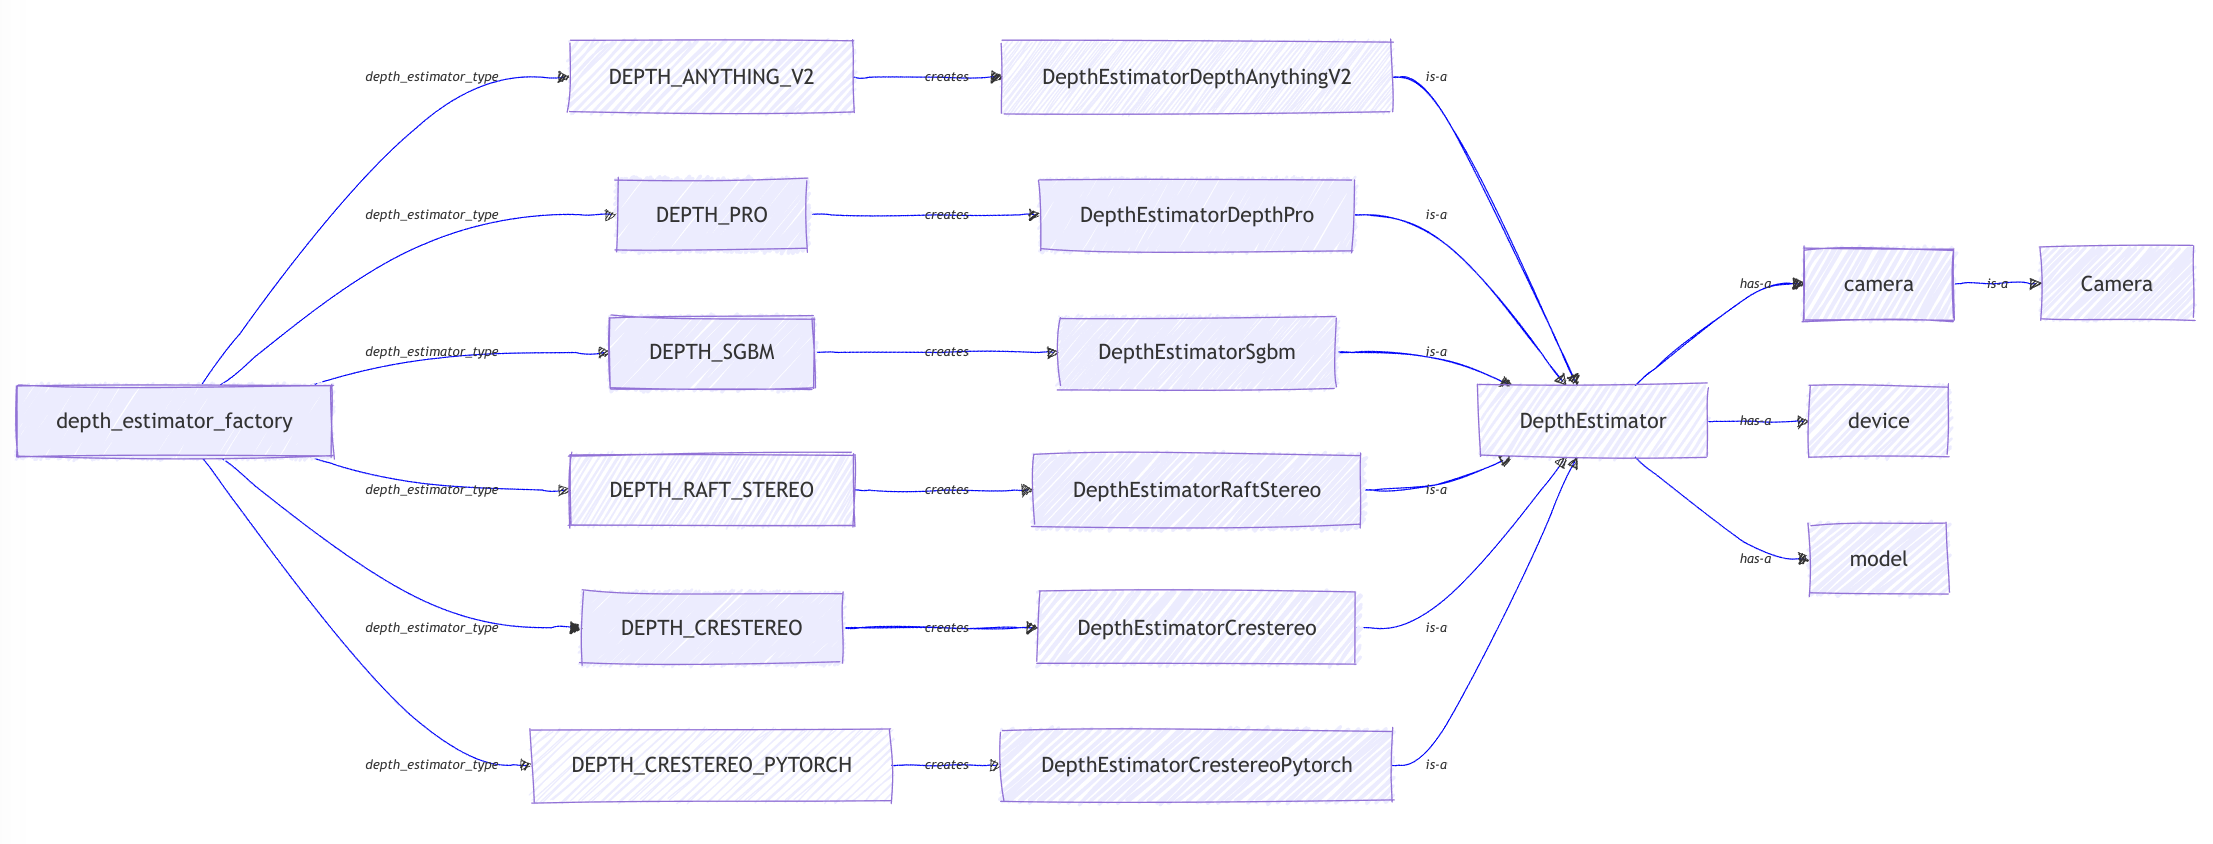 depth_estimator_type
DEPTH_ANYTHING_V2
creates
DepthEstimatorDepthAnythingV2
is-a
depth_estimator_type
DEPTH_PRO
creates
DepthEstimatorDepthPro
is-a
has-a
camera
is-a
Camera
depth_estimator_type
DEPTH_SGBM
creates
DepthEstimatorSgbm
is-a
depth_estimator_factory
DepthEstimator
has-a
device
depth_estimator_type
DEPTH_RAFT_STEREO
creates
DepthEstimatorRaftStereo
is-a
has-a
model
depth_estimator_type
DEPTH_CRESTEREO
creates
DepthEstimatorCrestereo
is-a
depth_estimator_type
DEPTH_CRESTEREO_PYTORCH
creates
DepthEstimatorCrestereoPytorch
is-a